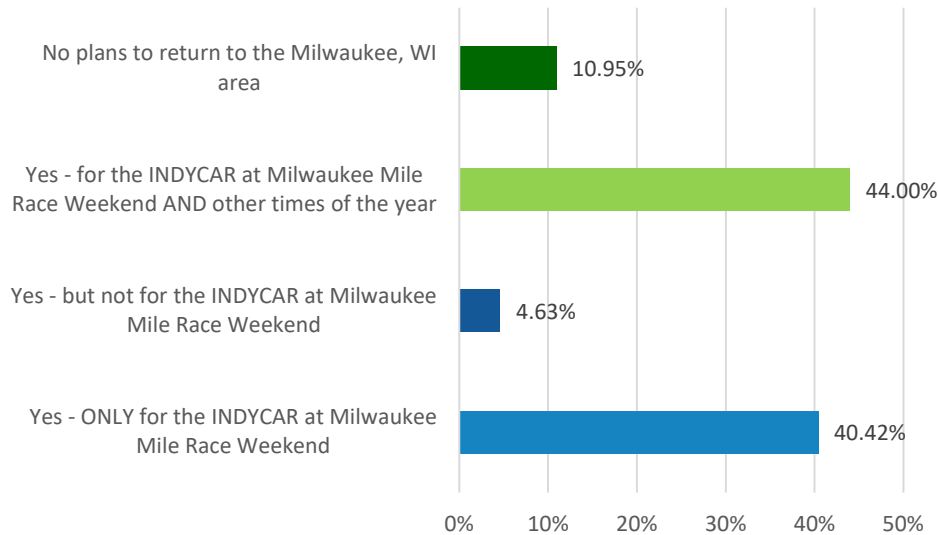 No plans to return to the Milwaukee, WI
area
10.95%
Yes - for the INDYCAR at Milwaukee Mile
Race Weekend AND other times of the year
44.00%
Yes - but not for the INDYCAR at Milwaukee
Mile Race Weekend
4.63%
Yes - ONLY for the INDYCAR at Milwaukee
Mile Race Weekend
40.42%
0% 10% 20% 30% 40% 50%